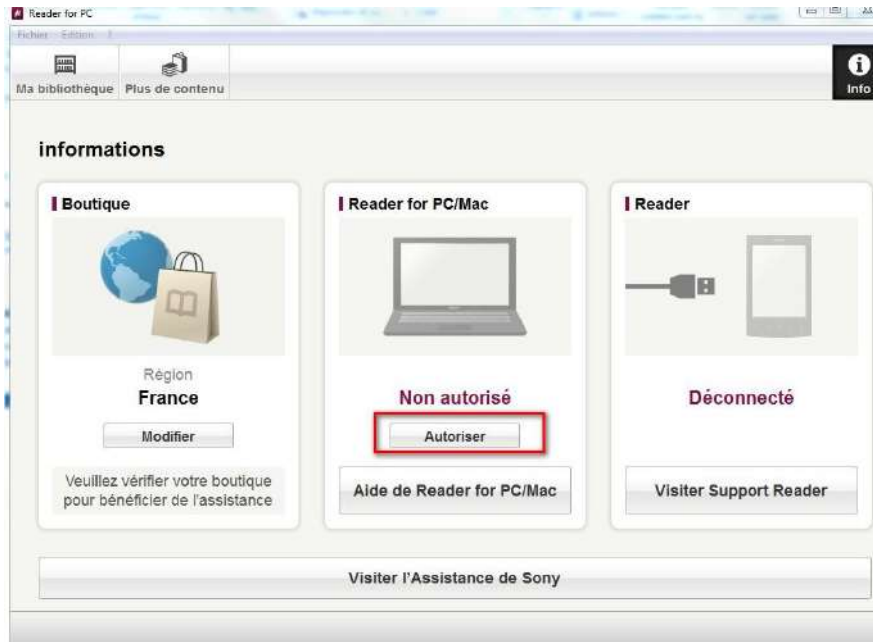 Reader for PC
Fichier Edition ?
Ma bibliothèque Plus de contenu
Info
informations
Boutique
Région
France
Modifier
Veuillez vérifier votre boutique
pour bénéficier de l'assistance
Reader for PC/Mac
Non autorisé
Autoriser
Aide de Reader for PC/Mac
Reader
Déconnecté
Visiter Support Reader
Visiter l'Assistance de Sony